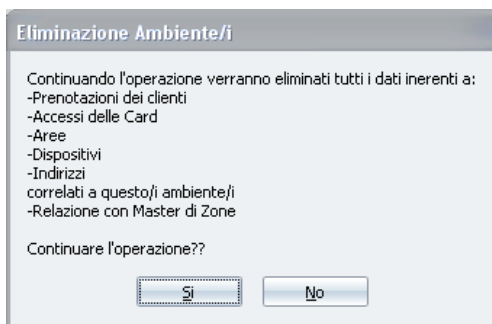 Eliminazione Ambiente/i
Continuando l'operazione verranno eliminati tutti i dati inerenti a:
-Prenotazioni dei clienti
-Accessi delle Card
-Aree
-Dispositivi
-Indirizzi
correlati a questo/i ambiente/i
-Relazione con Master di Zone
Continuare l'operazione??
Si
No